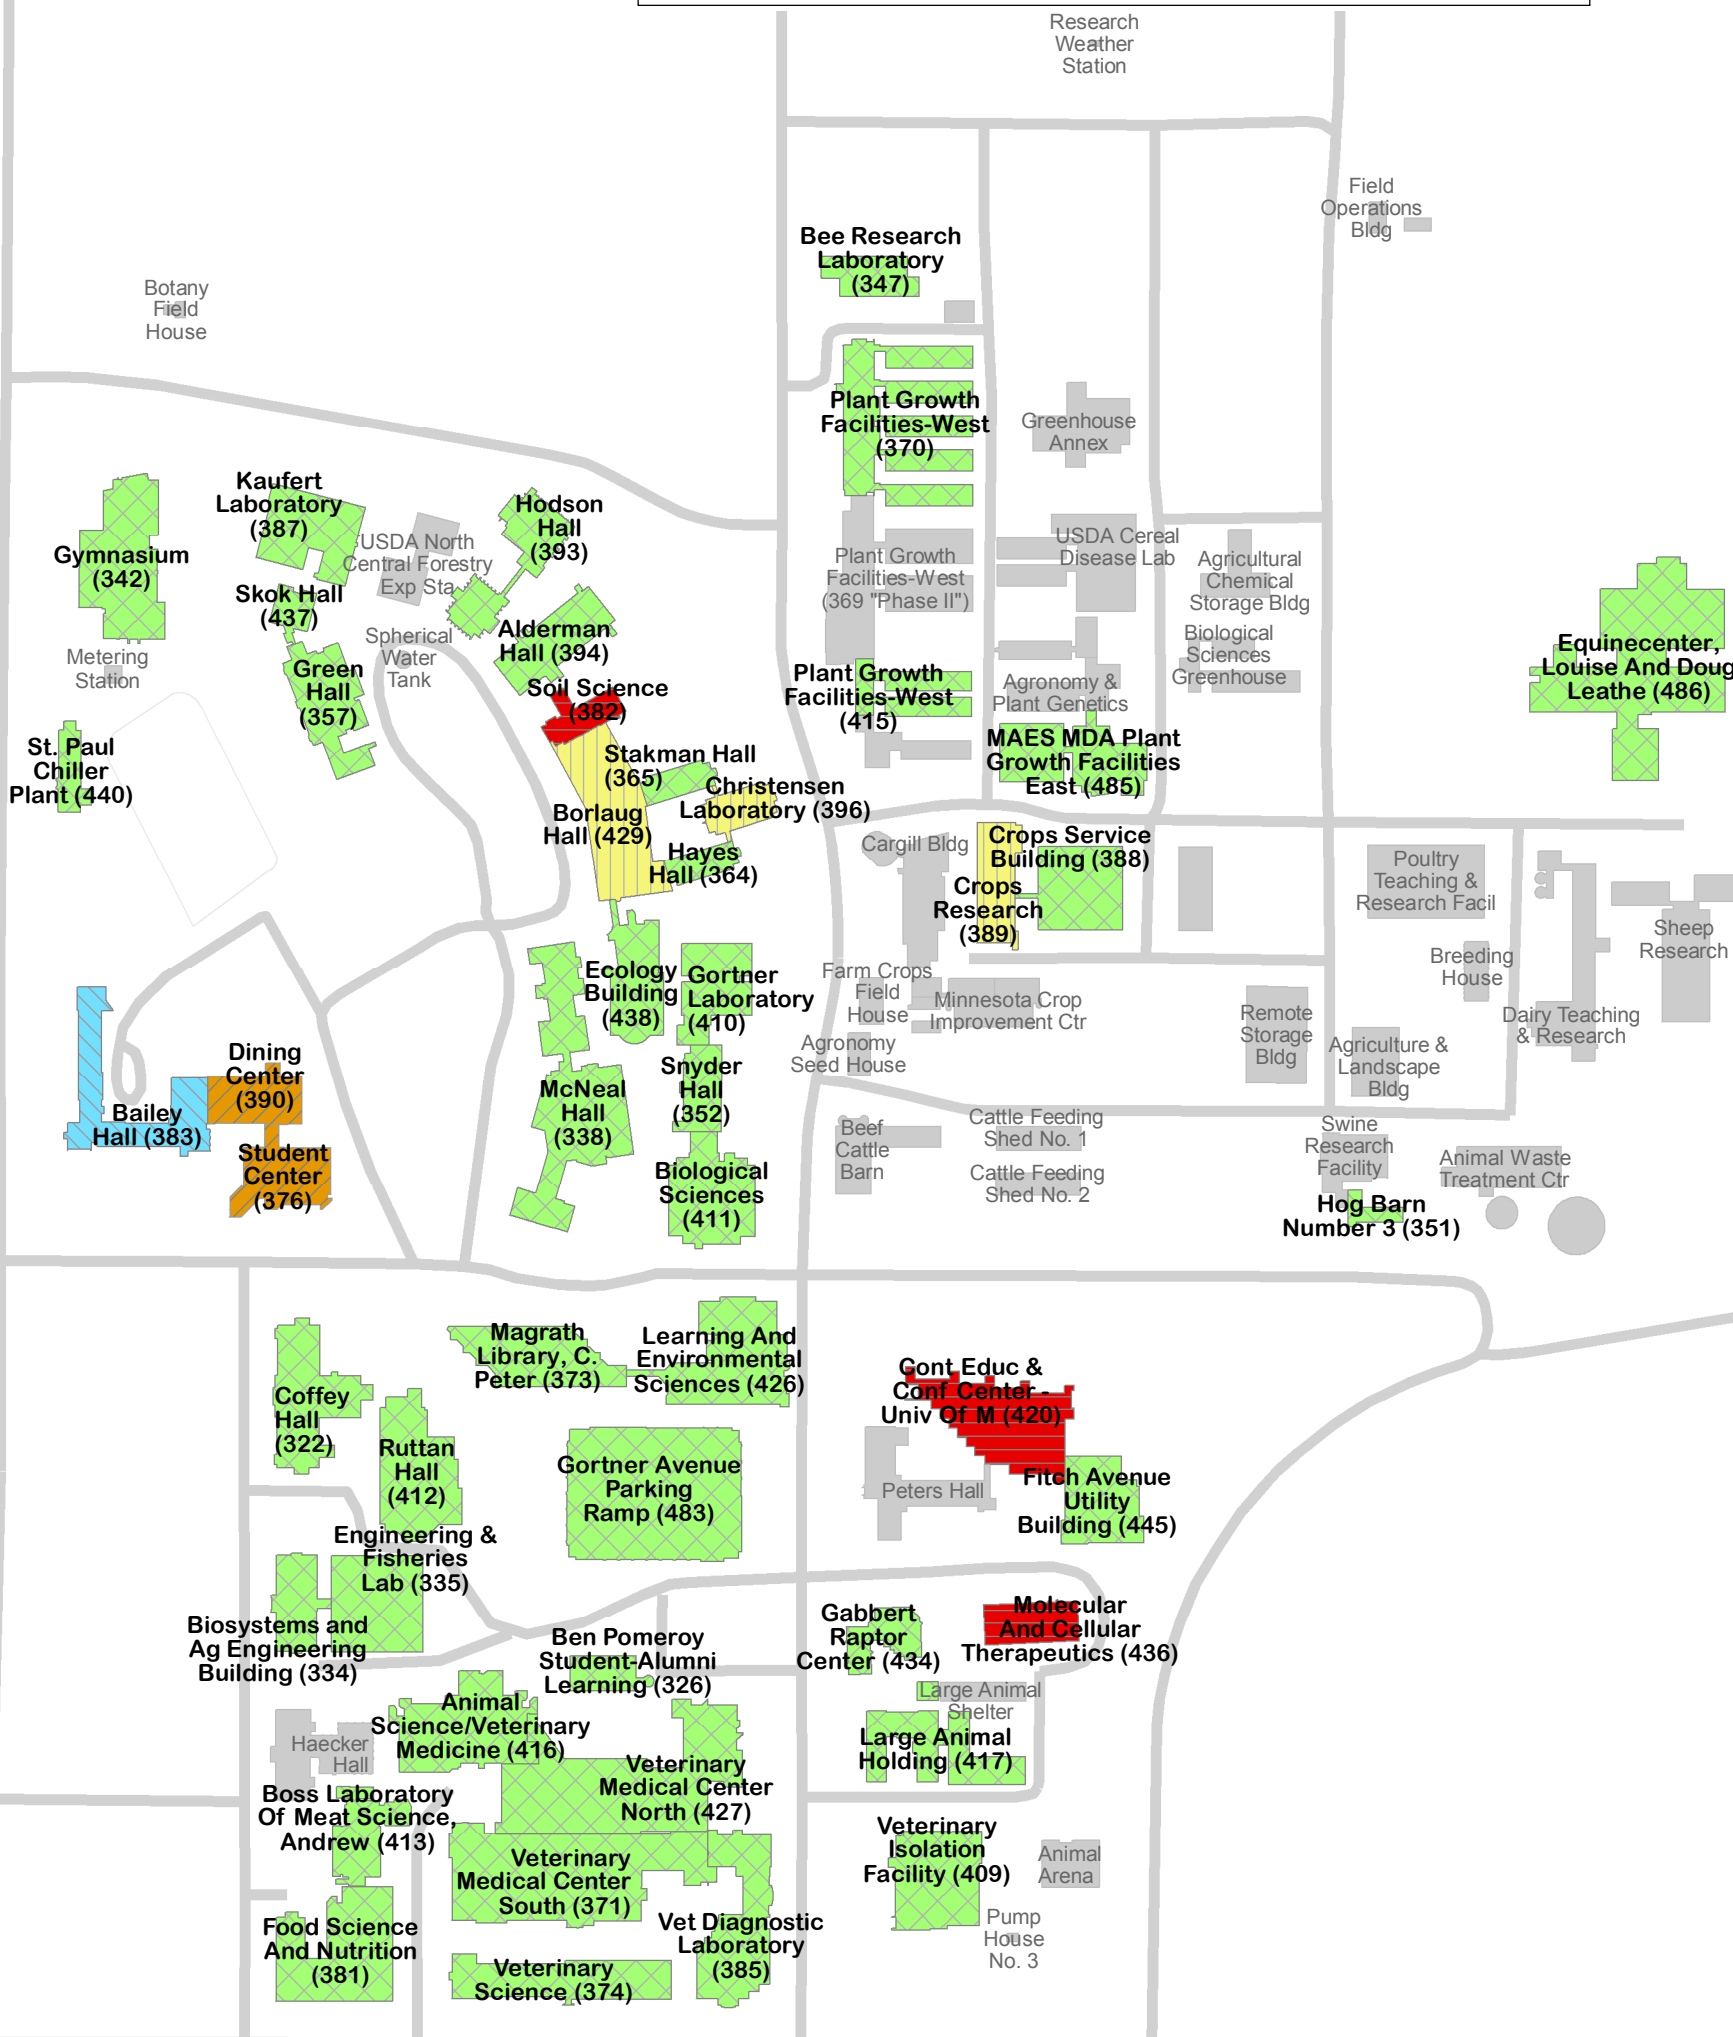 Research
Weather
Station
Field
Operations
Bldg
Bee Research
Laboratory
(347)
Botany
Field
House
Plant Growth
Facilities-West
(370)
Greenhouse
Annex
Kaufert
Laboratory
(387)
Hodson
Hall
(393)
Gymnasium
(342)
USDA North
Central Forestry
Exp Sta
Plant Growth
Facilities-West
(369 "Phase II")
USDA Cereal
Disease Lab
Agricultural
Chemical
Storage Bldg
Skok Hall
(437)
Alderman
Hall (394)
Spherical
Water
Tank
Biological
Sciences
Greenhouse
Equinecenter,
Louise And Doug
Leathe (486)
Metering
Station
Green
Hall
(357)
Soil Science
(382)
Plant Growth
Facilities-West
(415)
Agronomy &
Plant Genetics
St. Paul
Chiller
Plant (440)
Stakman Hall
(365)
MAES MDA Plant
Growth Facilities
East (485)
Christensen
Laboratory (396)
Borlaug
Hall (429)
Hayes
Hall (364)
Cargill Bldg
Crops Service
Building (388)
Crops
Research
(389)
Poultry
Teaching &
Research Facil
Sheep
Research
Breeding
House
Ecology
Building
(438)
Gortner
Laboratory
(410)
Farm Crops
Field
House
Minnesota Crop
Improvement Ctr
Remote
Storage
Bldg
Dairy Teaching
& Research
Agronomy
Seed House
Agriculture &
Landscape
Bldg
Dining
Center
(390)
Snyder
Hall
(352)
McNeal
Hall
(338)
Bailey
Hall (383)
Beef
Cattle
Barn
Cattle Feeding
Shed No. 1
Cattle Feeding
Shed No. 2
Swine
Research
Facility
Animal Waste
Treatment Ctr
Student
Center
(376)
Biological
Sciences
(411)
Hog Barn
Number 3 (351)
Magrath
Library, C.
Peter (373)
Learning And
Environmental
Sciences (426)
Cont Educ &
Conf Center -
Univ Of M (420)
Coffey
Hall
(322)
Ruttan
Hall
(412)
Gortner Avenue
Parking
Ramp (483)
Peters Hall
Fitch Avenue
Utility
Building (445)
Engineering &
Fisheries
Lab (335)
Biosystems and
Ag Engineering
Building (334)
Ben Pomeroy
Student-Alumni
Learning (326)
Gabbert
Raptor
Center (434)
Molecular
And Cellular
Therapeutics (436)
Large Animal
Shelter
Animal
Science/Veterinary
Medicine (416)
Haecker
Hall
Large Animal
Holding (417)
Veterinary
Medical Center
North (427)
Boss Laboratory
Of Meat Science,
Andrew (413)
Veterinary
Isolation
Facility (409)
Animal
Arena
Veterinary
Medical Center
South (371)
Pump
House
No. 3
Food Science
And Nutrition
(381)
Vet Diagnostic
Laboratory
(385)
Veterinary
Science (374)